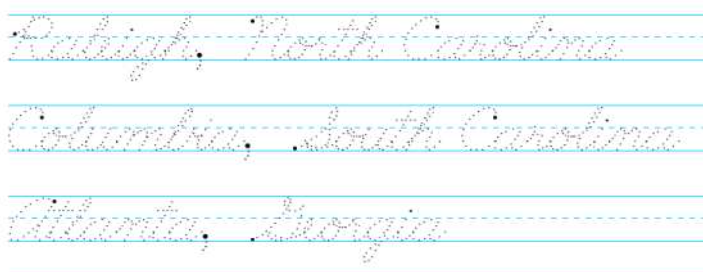 Raleigh, North Carolina
Columbia, South Carolina
Atlanta, Georgia